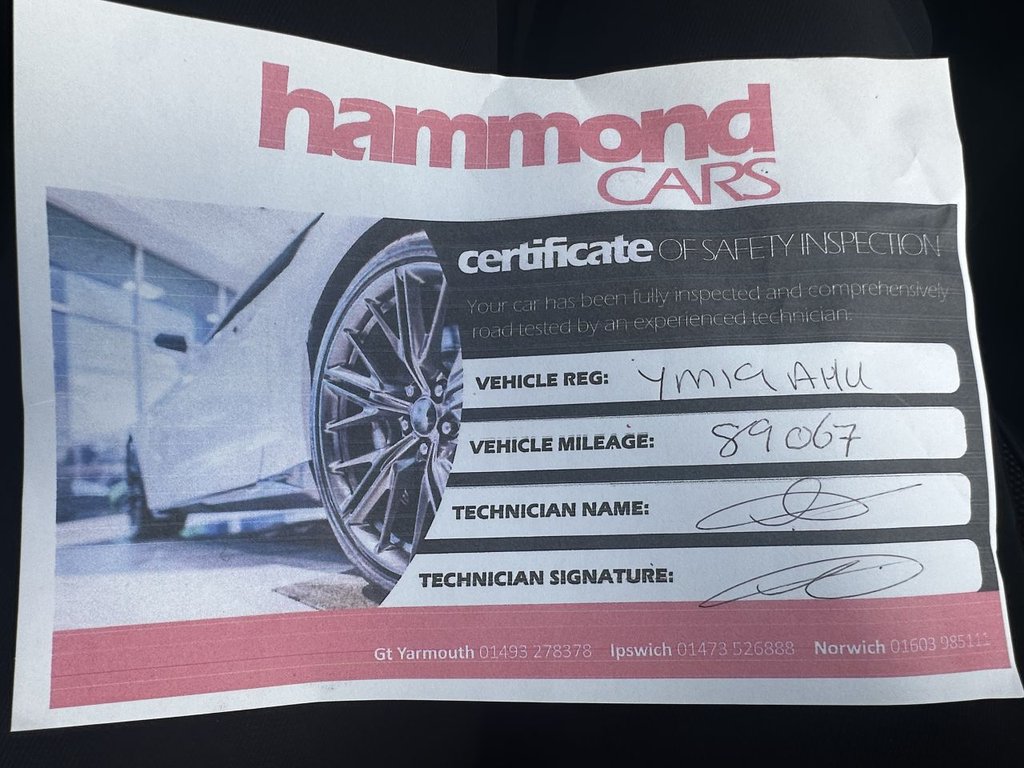 hammond
CARS
certificate OF SAFETY INSPECTION
Your car has been fully inspected and comprehensively
road tested by an experienced technician.
VEHICLE REG: YM19 AHU
VEHICLE MILEAGE: 89067
TECHNICIAN NAME:
TECHNICIAN SIGNATURE:
Gt Yarmouth 01493 278378 Ipswich 01473 526888 Norwich 01603 985111